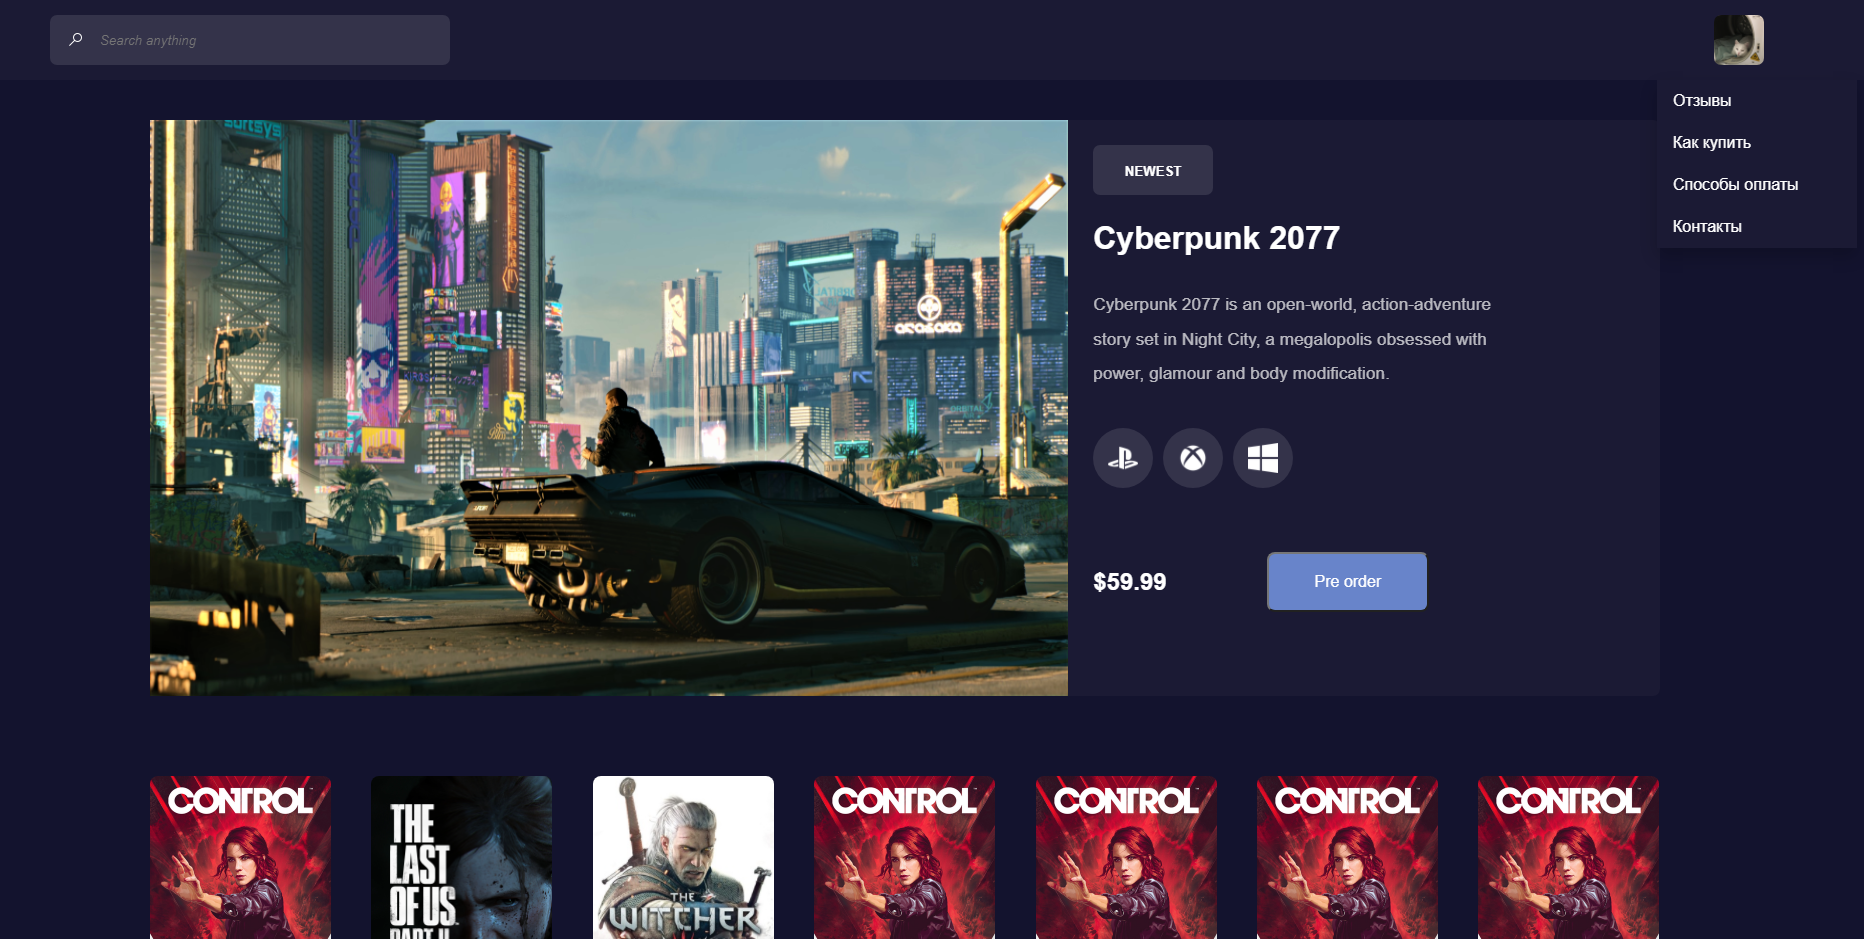 Search anything
Отзывы
Как купить
Способы оплаты
Контакты
NEWEST
Cyberpunk 2077
Cyberpunk 2077 is an open-world, action-adventure
story set in Night City, a megalopolis obsessed with
power, glamour and body modification.
$59.99
Pre order
arasaka
CONTROL
THE
LAST
OF US
PART II
THE
WITCHER
CONTROL
CONTROL
CONTROL
CONTROL